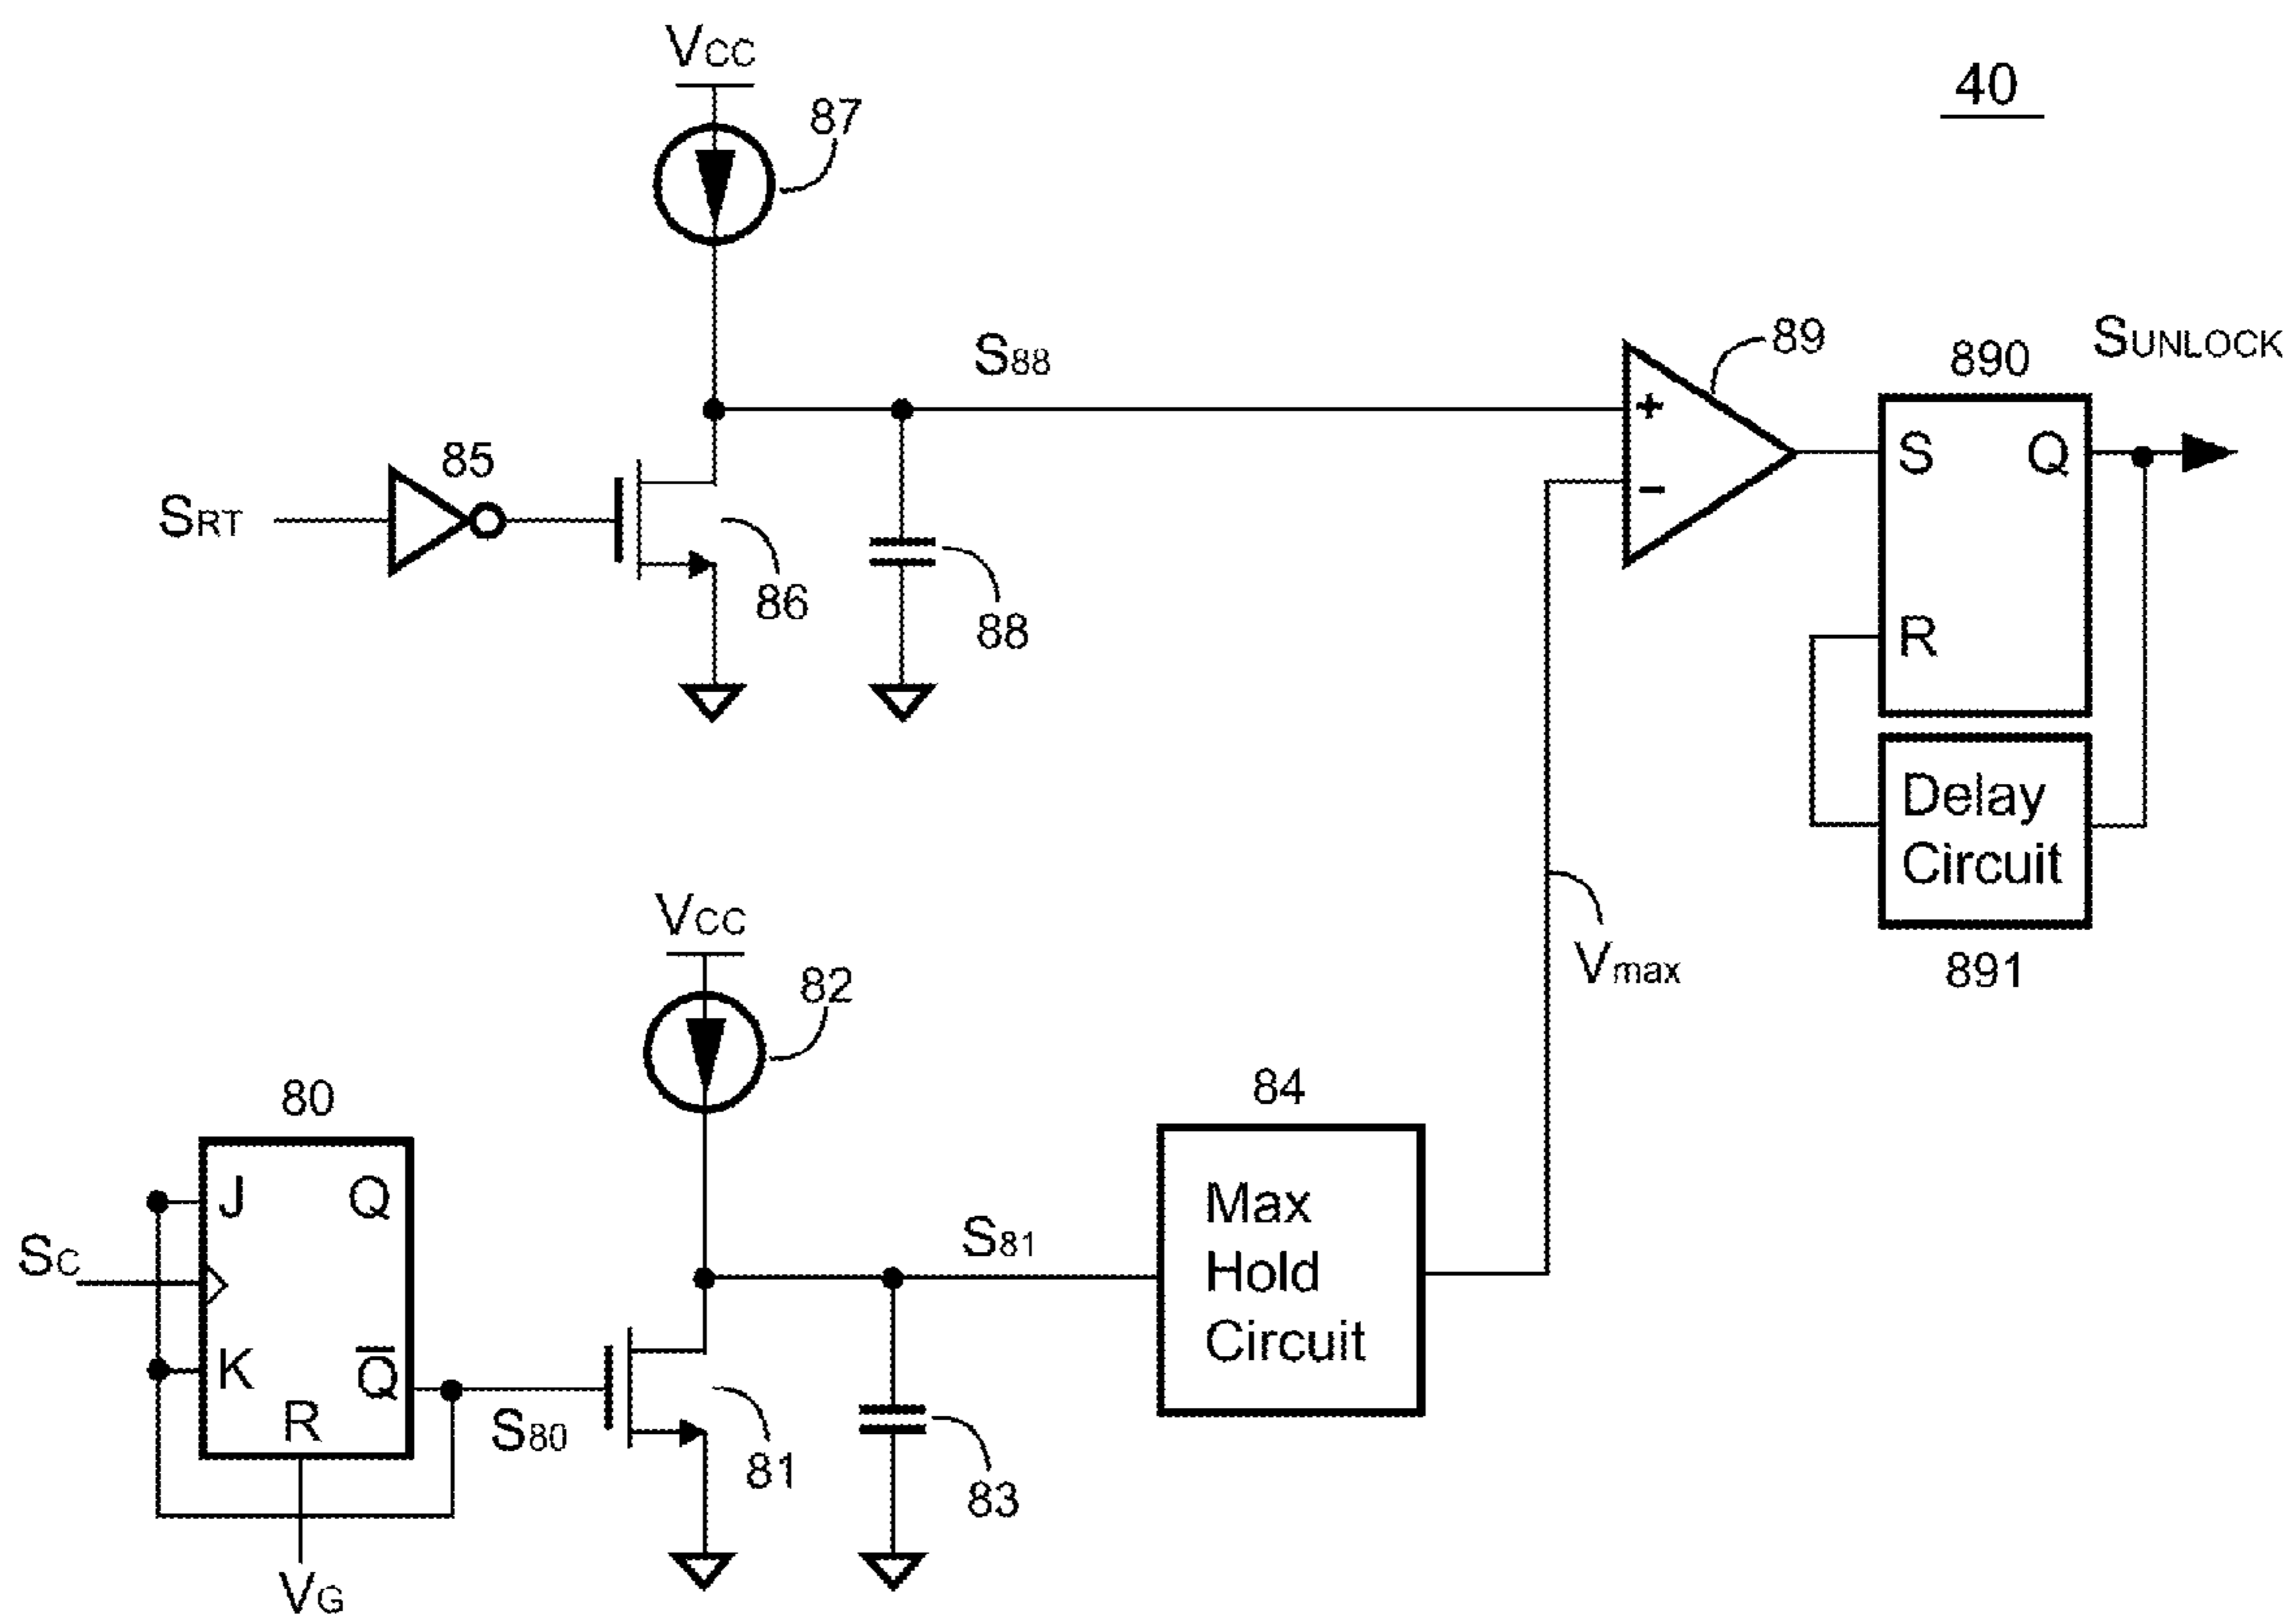 VCC
40
87
S88
89
890
SUNLOCK
+
85
S Q
SRT
−
86
88
R
Delay
Circuit
891
Vmax
VCC
82
80
84
J Q
Max
Hold
Circuit
SC
S81
K Q̅
R
S80
81
83
VG